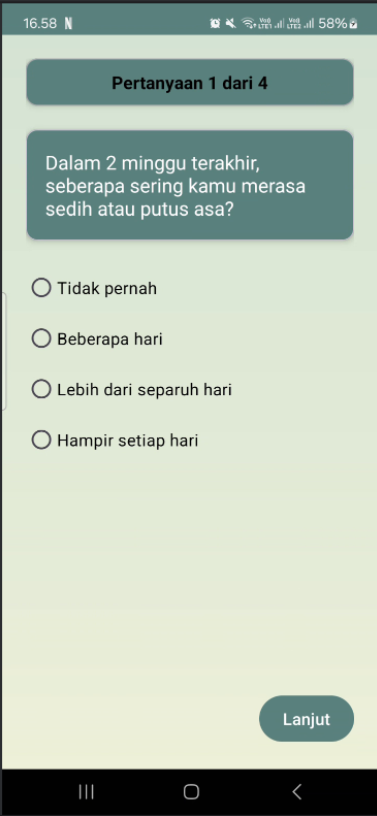 16.58 N
Vo) LTE1 Vo) LTE2 58%
Pertanyaan 1 dari 4
Dalam 2 minggu terakhir,
seberapa sering kamu merasa
sedih atau putus asa?
Tidak pernah
Beberapa hari
Lebih dari separuh hari
Hampir setiap hari
Lanjut